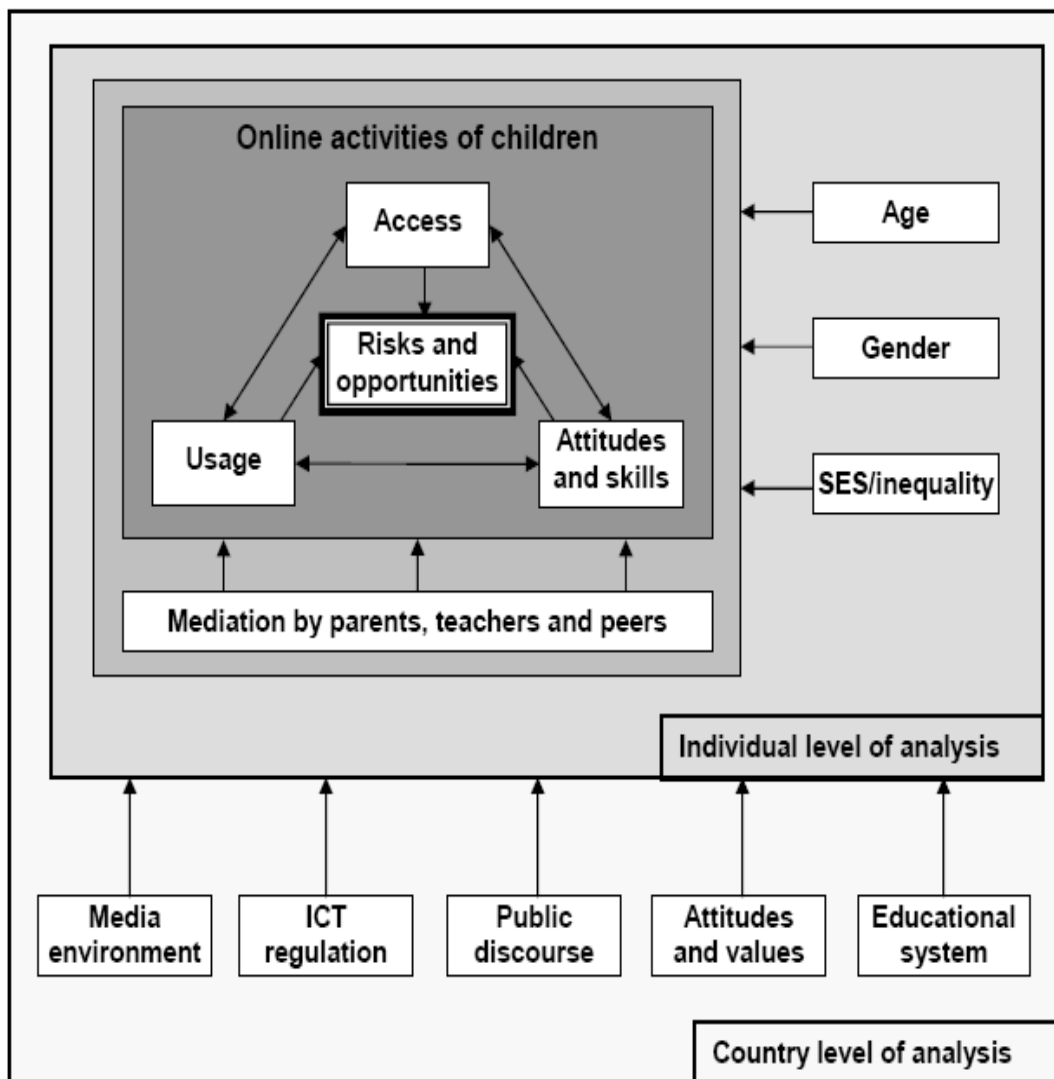 Online activities of children
Access
Age
Risks and
opportunities
Gender
Usage
Attitudes
and skills
SES/inequality
Mediation by parents, teachers and peers
Individual level of analysis
Media
environment
ICT
regulation
Public
discourse
Attitudes
and values
Educational
system
Country level of analysis